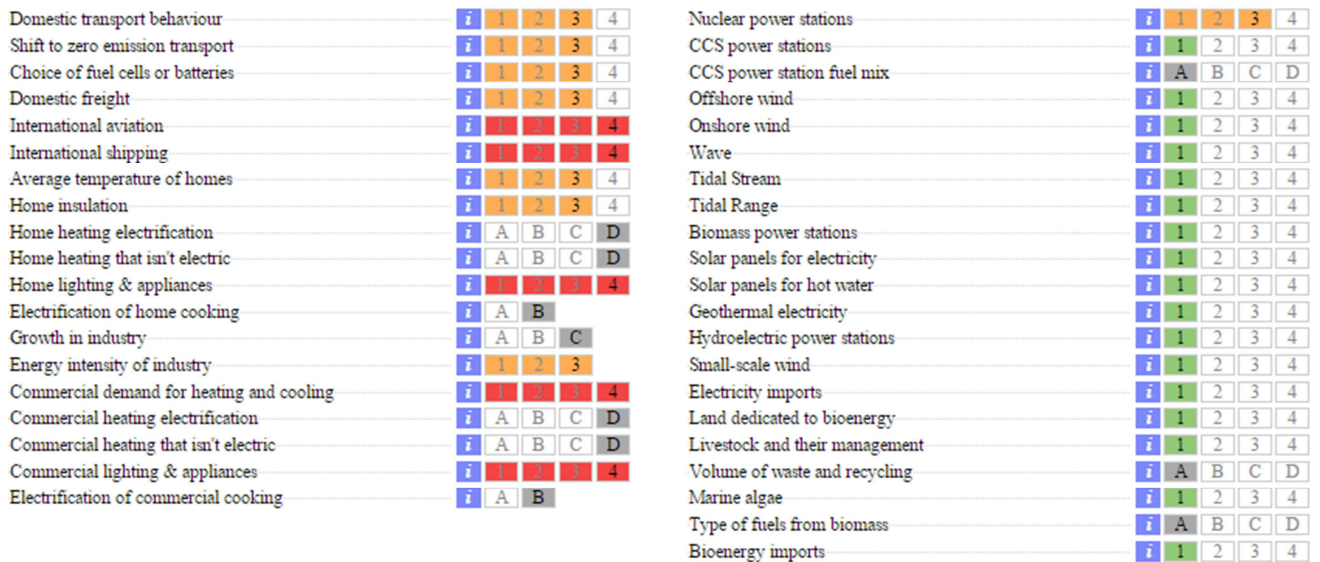 Domestic transport behaviour i 1 2 3 4
Shift to zero emission transport i 1 2 3 4
Choice of fuel cells or batteries i 1 2 3 4
Domestic freight i 1 2 3 4
International aviation i 1 2 3 4
International shipping i 1 2 3 4
Average temperature of homes i 1 2 3 4
Home insulation i 1 2 3 4
Home heating electrification i A B C D
Home heating that isn't electric i A B C D
Home lighting & appliances i 1 2 3 4
Electrification of home cooking i A B
Growth in industry i A B C
Energy intensity of industry i 1 2 3
Commercial demand for heating and cooling i 1 2 3 4
Commercial heating electrification i A B C D
Commercial heating that isn't electric i A B C D
Commercial lighting & appliances i 1 2 3 4
Electrification of commercial cooking i A B
Nuclear power stations i 1 2 3 4
CCS power stations i 1 2 3 4
CCS power station fuel mix i A B C D
Offshore wind i 1 2 3 4
Onshore wind i 1 2 3 4
Wave i 1 2 3 4
Tidal Stream i 1 2 3 4
Tidal Range i 1 2 3 4
Biomass power stations i 1 2 3 4
Solar panels for electricity i 1 2 3 4
Solar panels for hot water i 1 2 3 4
Geothermal electricity i 1 2 3 4
Hydroelectric power stations i 1 2 3 4
Small-scale wind i 1 2 3 4
Electricity imports i 1 2 3 4
Land dedicated to bioenergy i 1 2 3 4
Livestock and their management i 1 2 3 4
Volume of waste and recycling i A B C D
Marine algae i 1 2 3 4
Type of fuels from biomass i A B C D
Bioenergy imports i 1 2 3 4